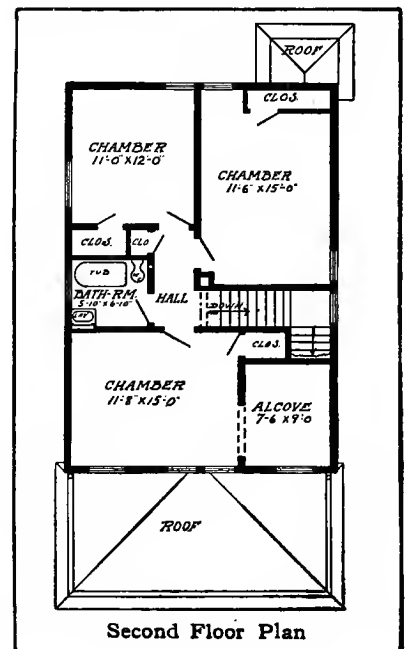 ROOF
CLOS.
CHAMBER
11'-0" X 12'-0"
CHAMBER
11'-6" X 15'-0"
CLOS.
CLO
TUB
BATH-RM.
5'-10" X 6'-10"
HALL
DOWN
LAV
CLOS.
CHAMBER
11'-8" X 15'-0"
ALCOVE
7-6 X 9'-0
ROOF
Second Floor Plan